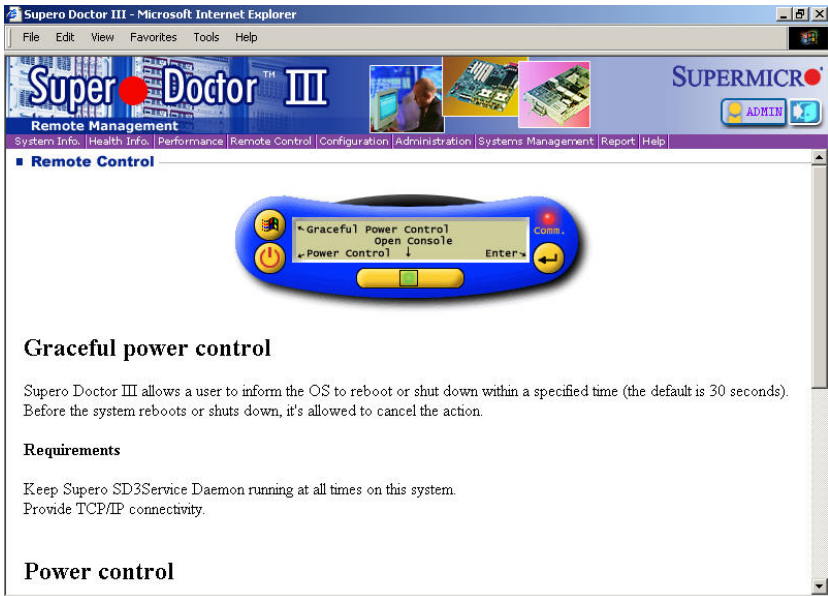 Supero Doctor III - Microsoft Internet Explorer
File Edit View Favorites Tools Help
Super Doctor™ III
SUPERMICR
Remote Management
ADMIN
System Info. Health Info. Performance Remote Control Configuration Administration Systems Management Report Help
Remote Control
Graceful Power Control
Open Console
Power Control Enter
Comm.
Graceful power control
Supero Doctor III allows a user to inform the OS to reboot or shut down within a specified time (the default is 30 seconds).
Before the system reboots or shuts down, it's allowed to cancel the action.
Requirements
Keep Supero SD3Service Daemon running at all times on this system.
Provide TCP/IP connectivity.
Power control